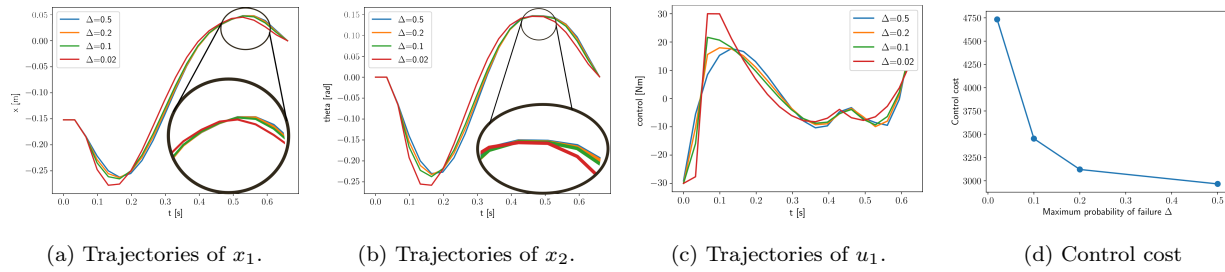 Δ=0.5
Δ=0.2
Δ=0.1
Δ=0.02
0.05
0.00
−0.05
−0.10
−0.15
−0.20
−0.25
x [m]
0.0 0.1 0.2 0.3 0.4 0.5 0.6
t [s]
(a) Trajectories of x₁.
Δ=0.5
Δ=0.2
Δ=0.1
Δ=0.02
0.15
0.10
0.05
0.00
−0.05
−0.10
−0.15
−0.20
−0.25
theta [rad]
0.0 0.1 0.2 0.3 0.4 0.5 0.6
t [s]
(b) Trajectories of x₂.
Δ=0.5
Δ=0.2
Δ=0.1
Δ=0.02
30
20
10
0
−10
−20
−30
control [Nm]
0.0 0.1 0.2 0.3 0.4 0.5 0.6
t [s]
(c) Trajectories of u₁.
4750
4500
4250
4000
3750
3500
3250
3000
Control cost
0.1 0.2 0.3 0.4 0.5
Maximum probability of failure Δ
(d) Control cost